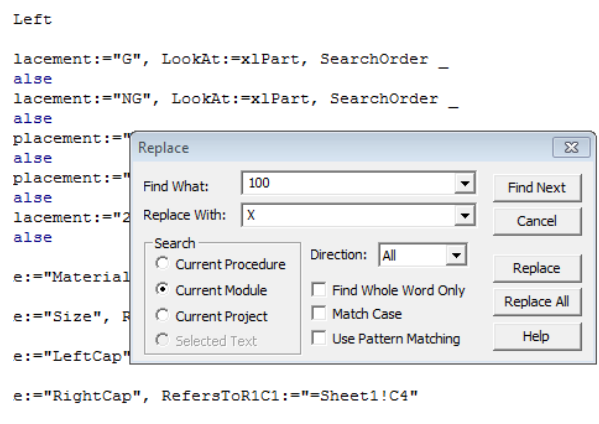 Left
lacement:="G", LookAt:=xlPart, SearchOrder _
alse
lacement:="NG", LookAt:=xlPart, SearchOrder _
alse
placement:="
alse
placement:="
alse
lacement:="2
alse
e:="Material
e:="Size", R
e:="LeftCap"
e:="RightCap", RefersToR1C1:="=Sheet1!C4"
Replace
Find What: 100
Replace With: X
Search
Current Procedure
Current Module
Current Project
Selected Text
Direction: All
Find Whole Word Only
Match Case
Use Pattern Matching
Find Next
Cancel
Replace
Replace All
Help